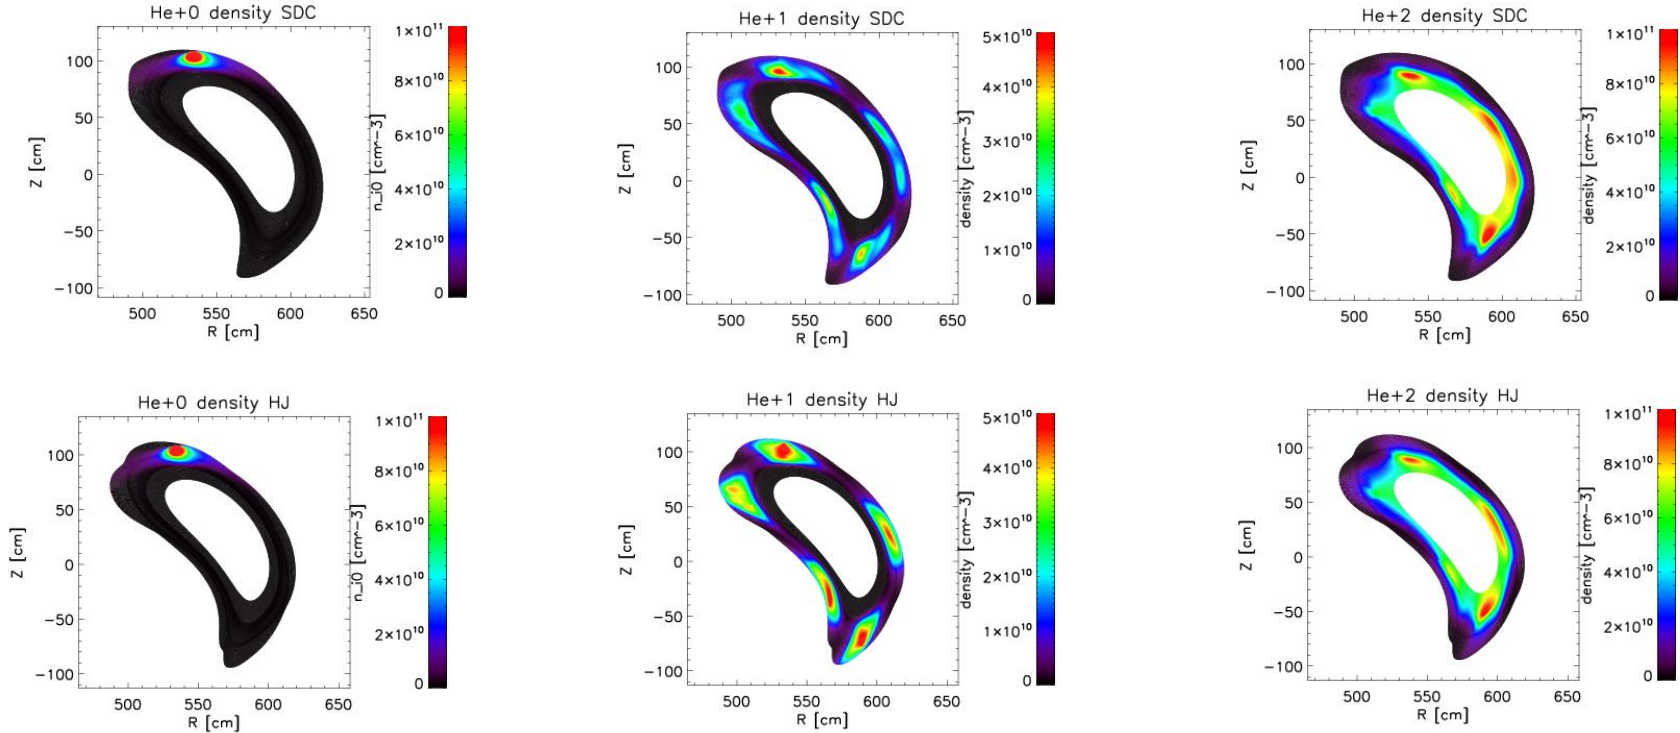 He+0 density SDC
1×10¹¹
8×10¹⁰
6×10¹⁰
4×10¹⁰
2×10¹⁰
0
n_i0 [cm^-3]
100
50
0
-50
-100
Z [cm]
500 550 600 650
R [cm]
He+1 density SDC
5×10¹⁰
4×10¹⁰
3×10¹⁰
2×10¹⁰
1×10¹⁰
0
density [cm^-3]
100
50
0
-50
-100
Z [cm]
500 550 600 650
R [cm]
He+2 density SDC
1×10¹¹
8×10¹⁰
6×10¹⁰
4×10¹⁰
2×10¹⁰
0
density [cm^-3]
100
50
0
-50
-100
Z [cm]
500 550 600 650
R [cm]
He+0 density HJ
1×10¹¹
8×10¹⁰
6×10¹⁰
4×10¹⁰
2×10¹⁰
0
n_i0 [cm^-3]
100
50
0
-50
-100
Z [cm]
500 550 600 650
R [cm]
He+1 density HJ
5×10¹⁰
4×10¹⁰
3×10¹⁰
2×10¹⁰
1×10¹⁰
0
density [cm^-3]
100
50
0
-50
-100
Z [cm]
500 550 600 650
R [cm]
He+2 density HJ
1×10¹¹
8×10¹⁰
6×10¹⁰
4×10¹⁰
2×10¹⁰
0
density [cm^-3]
100
50
0
-50
-100
Z [cm]
500 550 600 650
R [cm]